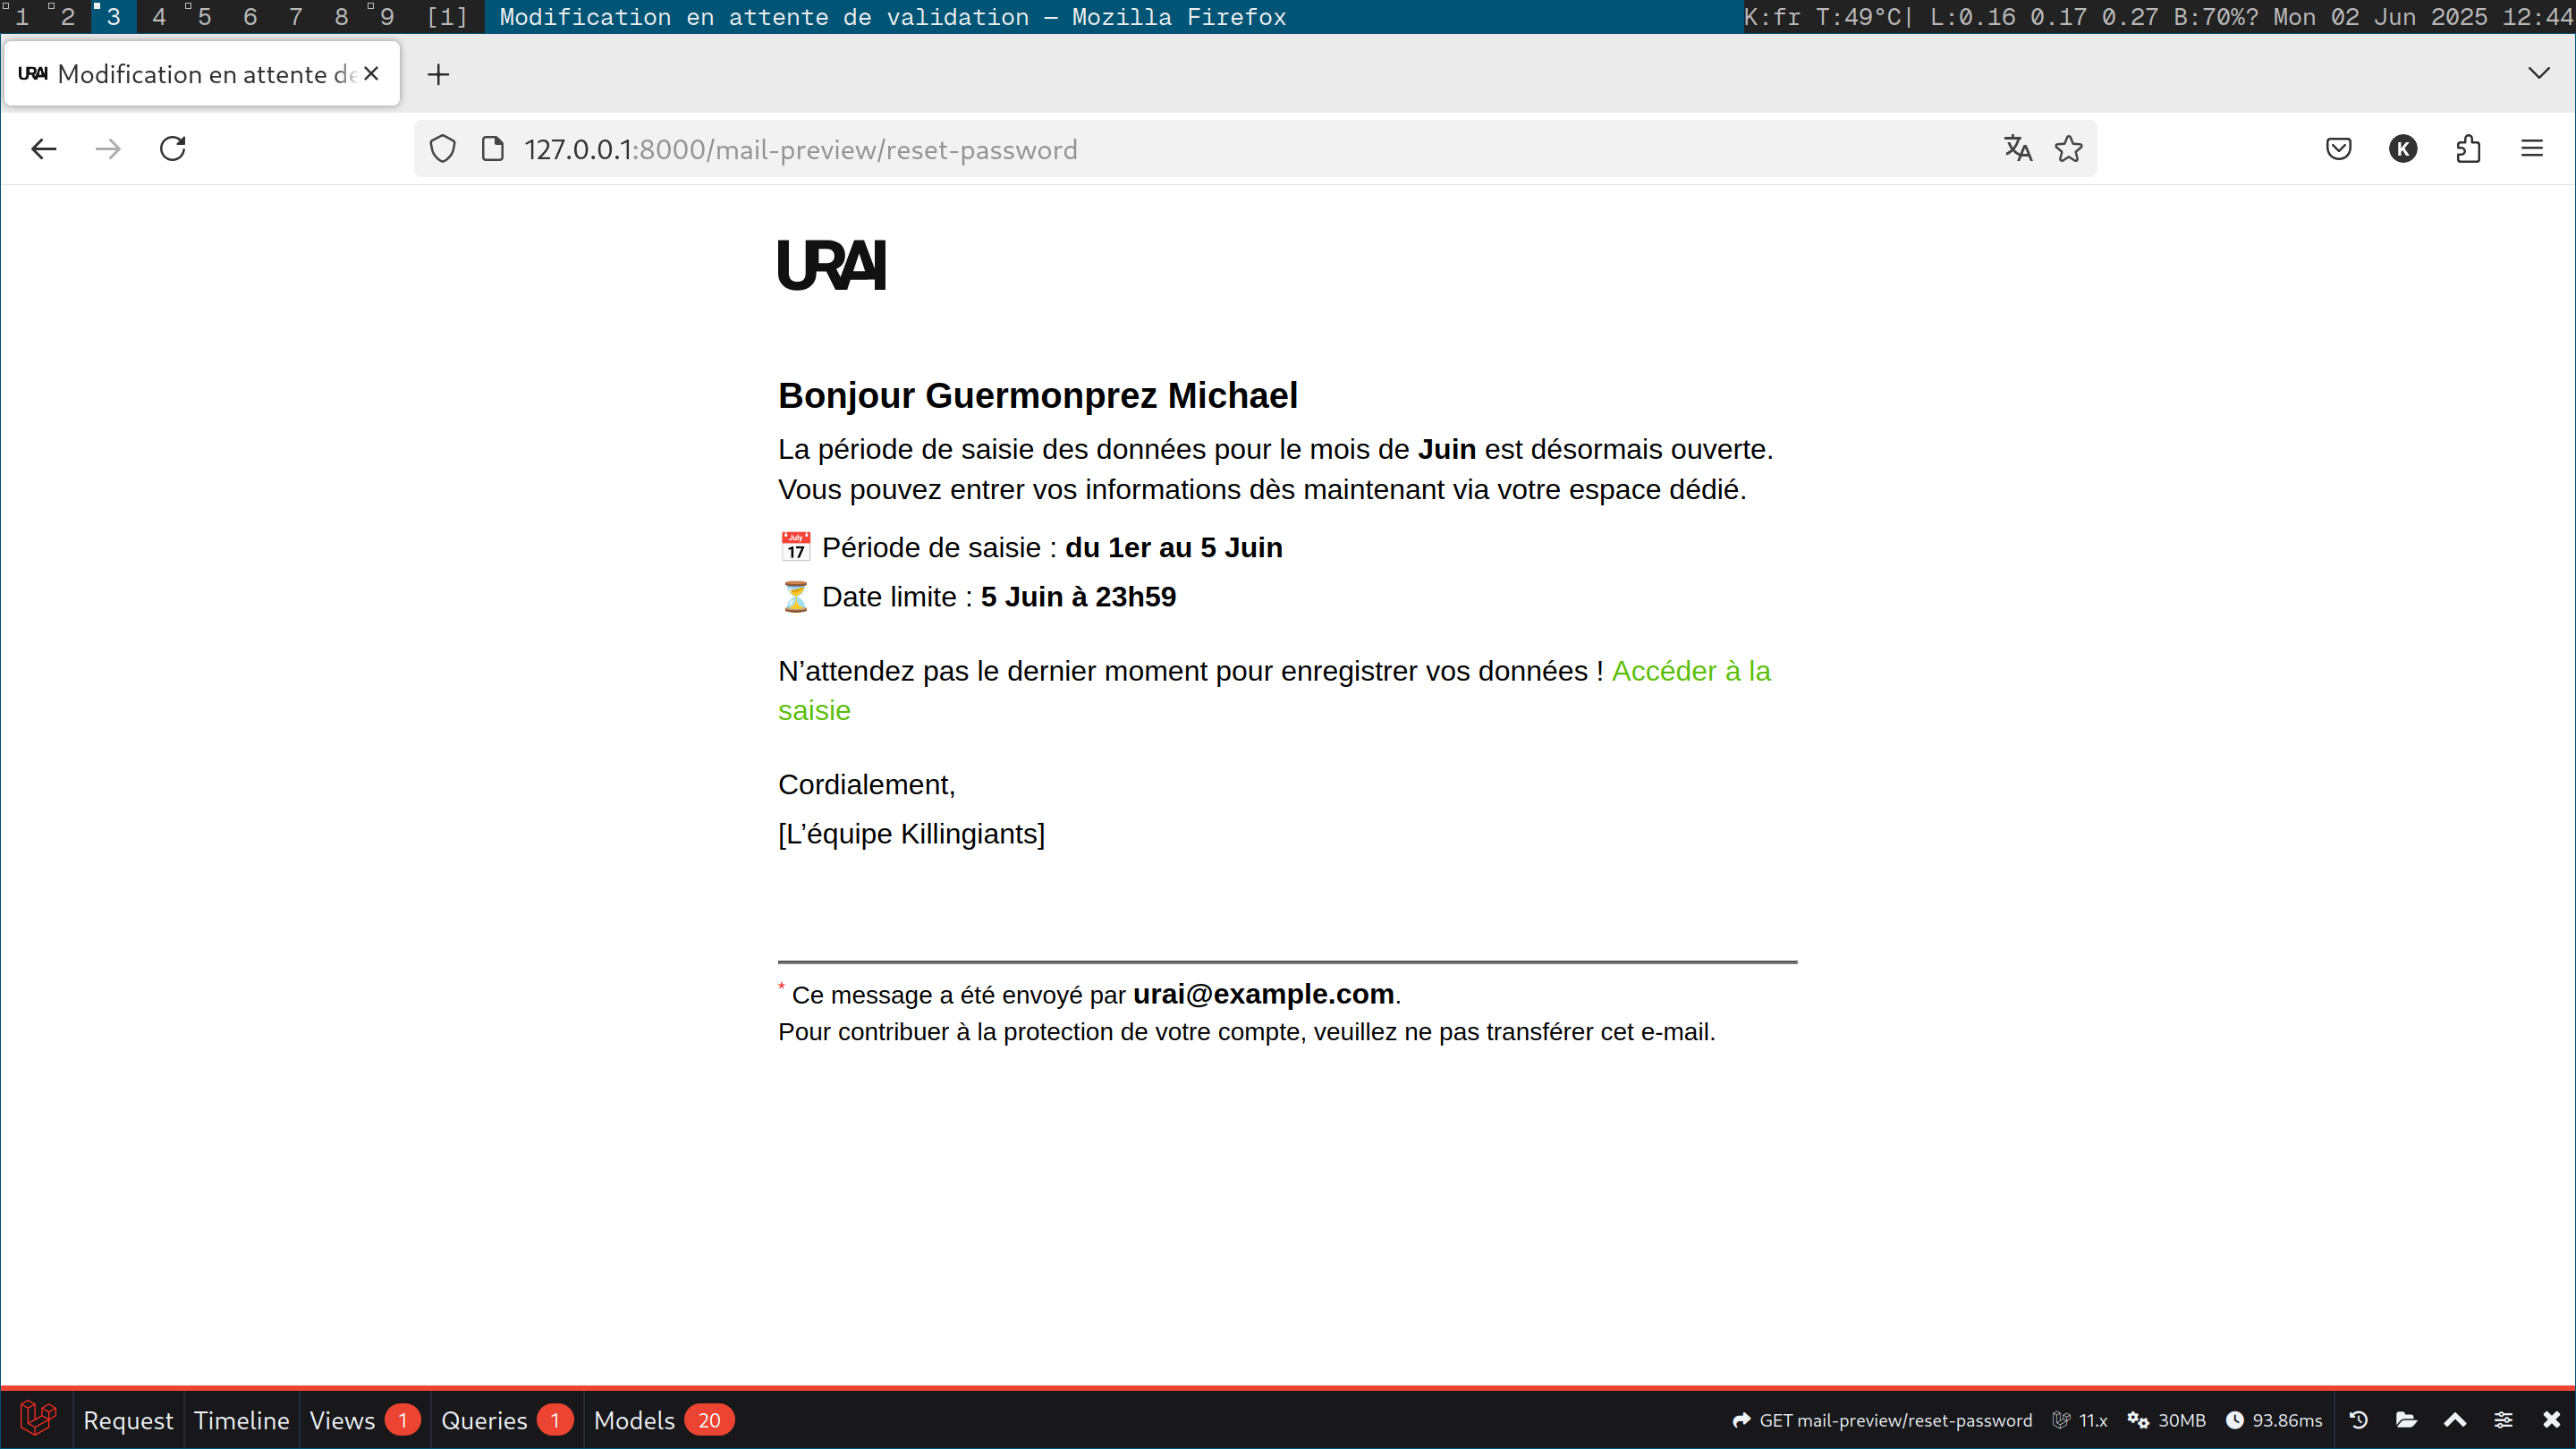 1 2 3 4 5 6 7 8 9 [1] Modification en attente de validation — Mozilla Firefox K:fr T:49°C| L:0.16 0.17 0.27 B:70%? Mon 02 Jun 2025 12:44
URAI Modification en attente de
127.0.0.1:8000/mail-preview/reset-password
K
URAI
Bonjour Guermonprez Michael
La période de saisie des données pour le mois de Juin est désormais ouverte.
Vous pouvez entrer vos informations dès maintenant via votre espace dédié.
📅 Période de saisie : du 1er au 5 Juin
⏳ Date limite : 5 Juin à 23h59
N’attendez pas le dernier moment pour enregistrer vos données ! Accéder à la
saisie
Cordialement,
[L’équipe Killingiants]
* Ce message a été envoyé par urai@example.com.
Pour contribuer à la protection de votre compte, veuillez ne pas transférer cet e-mail.
Request Timeline Views 1 Queries 1 Models 20 GET mail-preview/reset-password 11.x 30MB 93.86ms